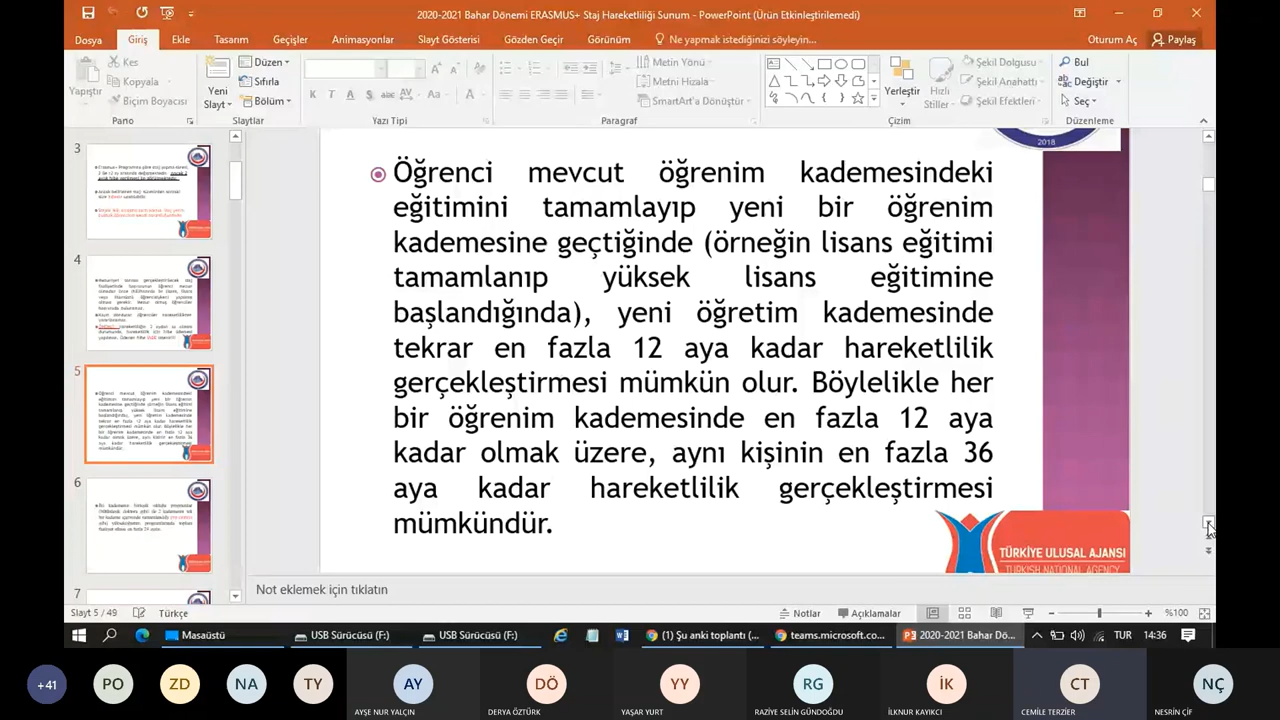 2020-2021 Bahar Dönemi ERASMUS+ Staj Hareketliliği Sunum - PowerPoint (Ürün Etkinleştirilemedi)
Dosya Giriş Ekle Tasarım Geçişler Animasyonlar Slayt Gösterisi Gözden Geçir Görünüm Ne yapmak istediğinizi söyleyin... Oturum Aç Paylaş
Yapıştır
Kes
Kopyala
Biçim Boyacısı
Pano
Yeni Slayt
Düzen
Sıfırla
Bölüm
Slaytlar
K T A S abc AV Aa A
Yazı Tipi
Metin Yönü
Metni Hizala
SmartArt'a Dönüştür
Paragraf
Yerleştir
Hızlı Stiller
Şekil Dolgusu
Şekil Anahattı
Şekil Efektleri
Çizim
Bul
Değiştir
Seç
Düzenleme
3
4
5
6
7
2018
Öğrenci mevcut öğrenim kademesindeki
eğitimini tamamlayıp yeni bir öğrenim
kademesine geçtiğinde (örneğin lisans eğitimi
tamamlanıp yüksek lisans eğitimine
başlandığında), yeni öğretim kademesinde
tekrar en fazla 12 aya kadar hareketlilik
gerçekleştirmesi mümkün olur. Böylelikle her
bir öğrenim kademesinde en fazla 12 aya
kadar olmak üzere, aynı kişinin en fazla 36
aya kadar hareketlilik gerçekleştirmesi
mümkündür.
TÜRKİYE ULUSAL AJANSI
TURKISH NATIONAL AGENCY
Not eklemek için tıklatın
Slayt 5 / 49 Türkçe Notlar Açıklamalar %100
Masaüstü USB Sürücüsü (F:) USB Sürücüsü (F:) (1) Şu anki toplantı (... teams.microsoft.co... 2020-2021 Bahar Dö... TUR 14:36
+41 PO ZD NA TY AY DÖ YY RG İK CT NÇ
AYŞE NUR YALÇIN DERYA ÖZTÜRK YAŞAR YURT RAZİYE SELİN GÜNDOĞDU İLKNUR KAYIKCI CEMİLE TERZİER NESRİN ÇİF